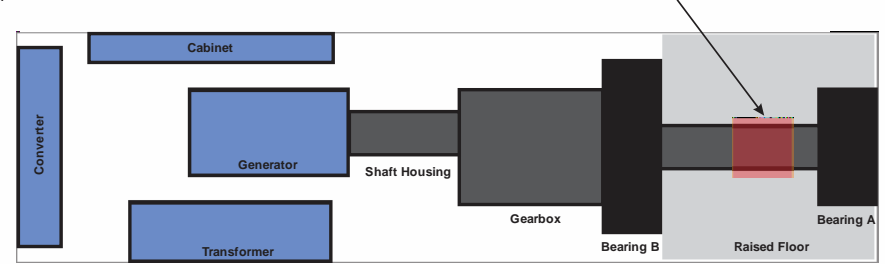 Cabinet
Converter
Generator
Shaft Housing
Gearbox
Transformer
Bearing B
Raised Floor
Bearing A